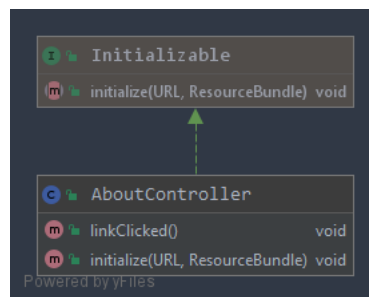 I Initializable
m initialize(URL, ResourceBundle) void
C AboutController
m linkClicked() void
m initialize(URL, ResourceBundle) void
Powered by yFiles